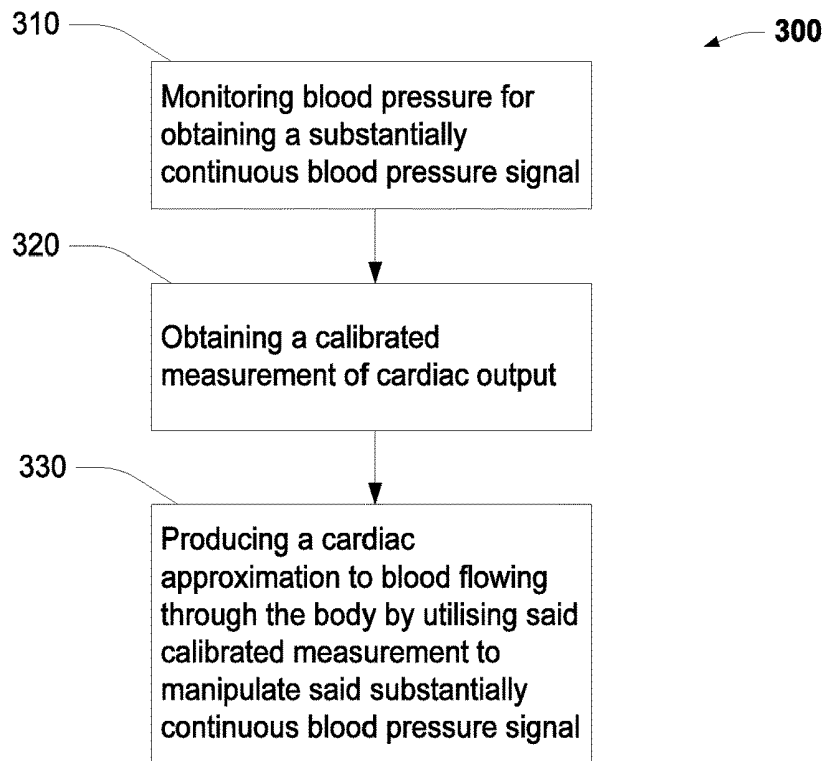 310
300
Monitoring blood pressure for
obtaining a substantially
continuous blood pressure signal
320
Obtaining a calibrated
measurement of cardiac output
330
Producing a cardiac
approximation to blood flowing
through the body by utilising said
calibrated measurement to
manipulate said substantially
continuous blood pressure signal